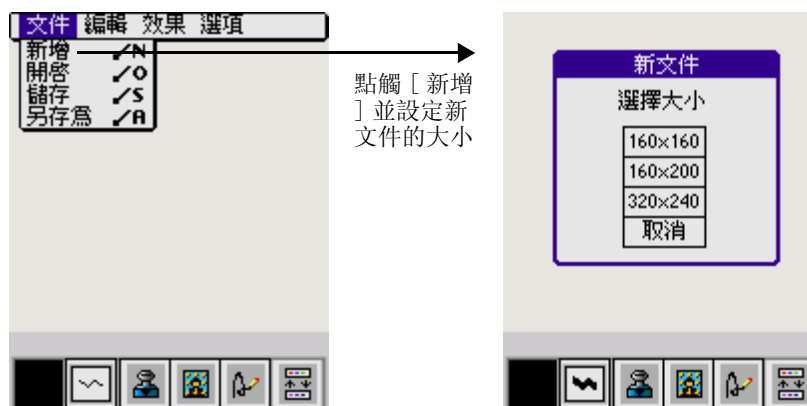 文件 編輯 效果 選項
新增 ✓N
開啓 ✓O
儲存 ✓S
另存爲 ✓A
點觸 [ 新增
] 並設定新
文件的大小
新文件
選擇大小
160×160
160×200
320×240
取消